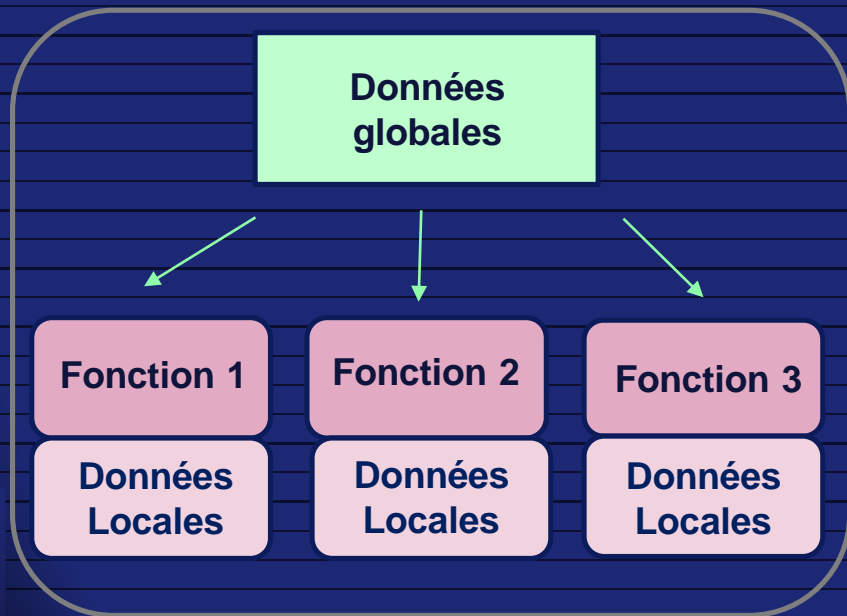 Données
globales
Fonction 1
Fonction 2
Fonction 3
Données
Locales
Données
Locales
Données
Locales